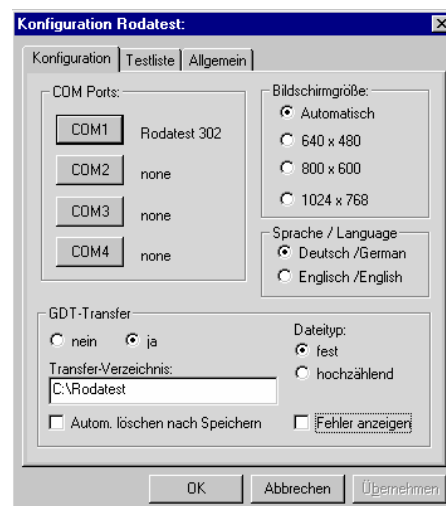 Konfiguration Rodatest:
Konfiguration
Testliste
Allgemein
COM Ports:
COM1
Rodatest 302
COM2
none
COM3
none
COM4
none
Bildschirmgröße:
Automatisch
640 x 480
800 x 600
1024 x 768
Sprache / Language
Deutsch /German
Englisch /English
GDT-Transfer
nein
ja
Transfer-Verzeichnis:
C:\Rodatest
Autom. löschen nach Speichern
Dateityp:
fest
hochzählend
Fehler anzeigen
OK
Abbrechen
Übernehmen